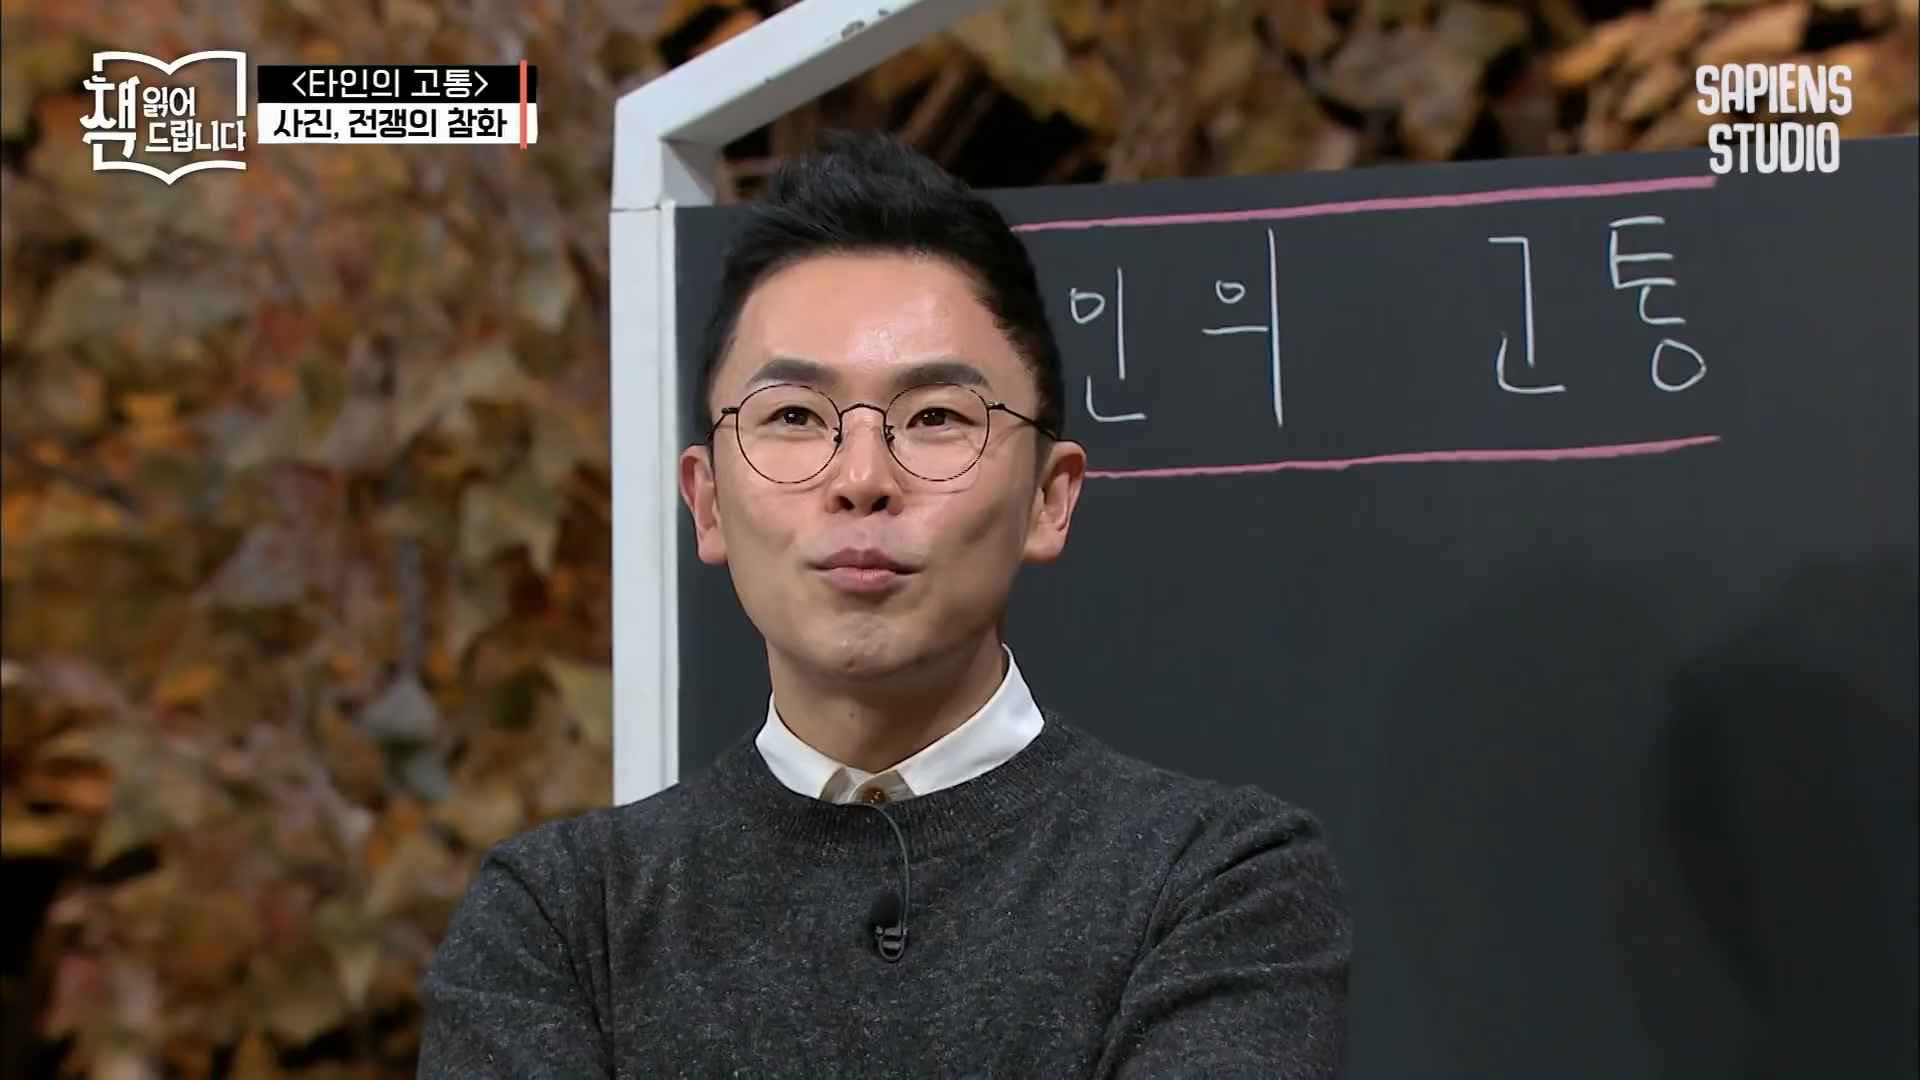 책 읽어
드립니다
<타인의 고통>
사진, 전쟁의 참화
SAPIENS
STUDIO
인의 고통